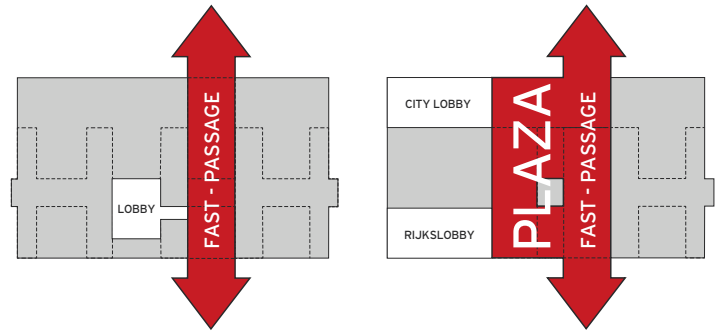 LOBBY
FAST - PASSAGE
CITY LOBBY
RIJKSLOBBY
PLAZA
FAST - PASSAGE